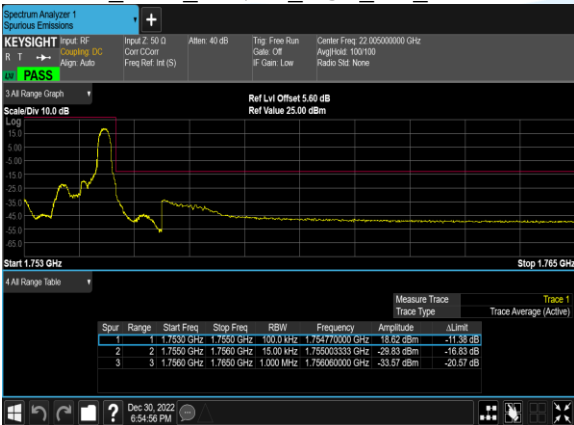 Spectrum Analyzer 1
Spurious Emissions
+
KEYSIGHT
R T
LXI PASS
Input: RF
Coupling: DC
Align: Auto
Input Z: 50 Ω
Corr CCorr
Freq Ref: Int (S)
Atten: 40 dB
Trig: Free Run
Gate: Off
IF Gain: Low
Center Freq: 22.005000000 GHz
Avg|Hold: 100/100
Radio Std: None
3 All Range Graph
Scale/Div 10.0 dB
Ref Lvl Offset 5.60 dB
Ref Value 25.00 dBm
Log
15.0
5.00
-5.00
-15.0
-25.0
-35.0
-45.0
-55.0
-65.0
Start 1.753 GHz
Stop 1.765 GHz
4 All Range Table
Measure Trace Trace 1
Trace Type Trace Average (Active)
Spur Range Start Freq Stop Freq RBW Frequency Amplitude ΔLimit
1 1 1.7530 GHz 1.7550 GHz 100.0 kHz 1.754770000 GHz 18.62 dBm -11.38 dB
2 2 1.7550 GHz 1.7560 GHz 15.00 kHz 1.755003333 GHz -29.83 dBm -16.83 dB
3 3 1.7560 GHz 1.7650 GHz 1.000 MHz 1.756060000 GHz -33.57 dBm -20.57 dB
?
Dec 30, 2022
6:54:56 PM